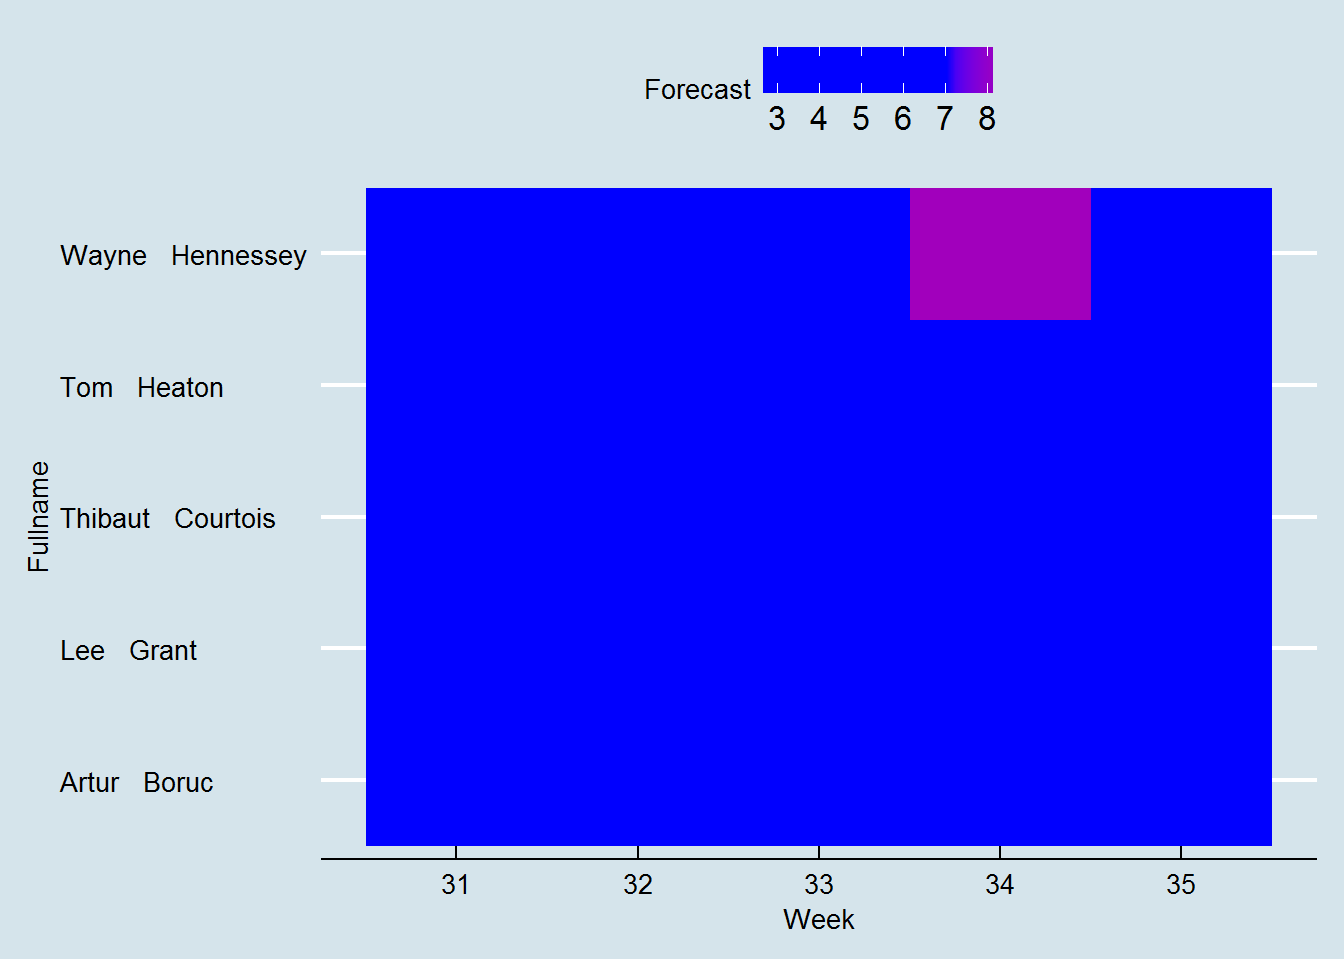 Forecast
3 4 5 6 7 8
Wayne Hennessey
Tom Heaton
Thibaut Courtois
Lee Grant
Artur Boruc
Fullname
31 32 33 34 35
Week